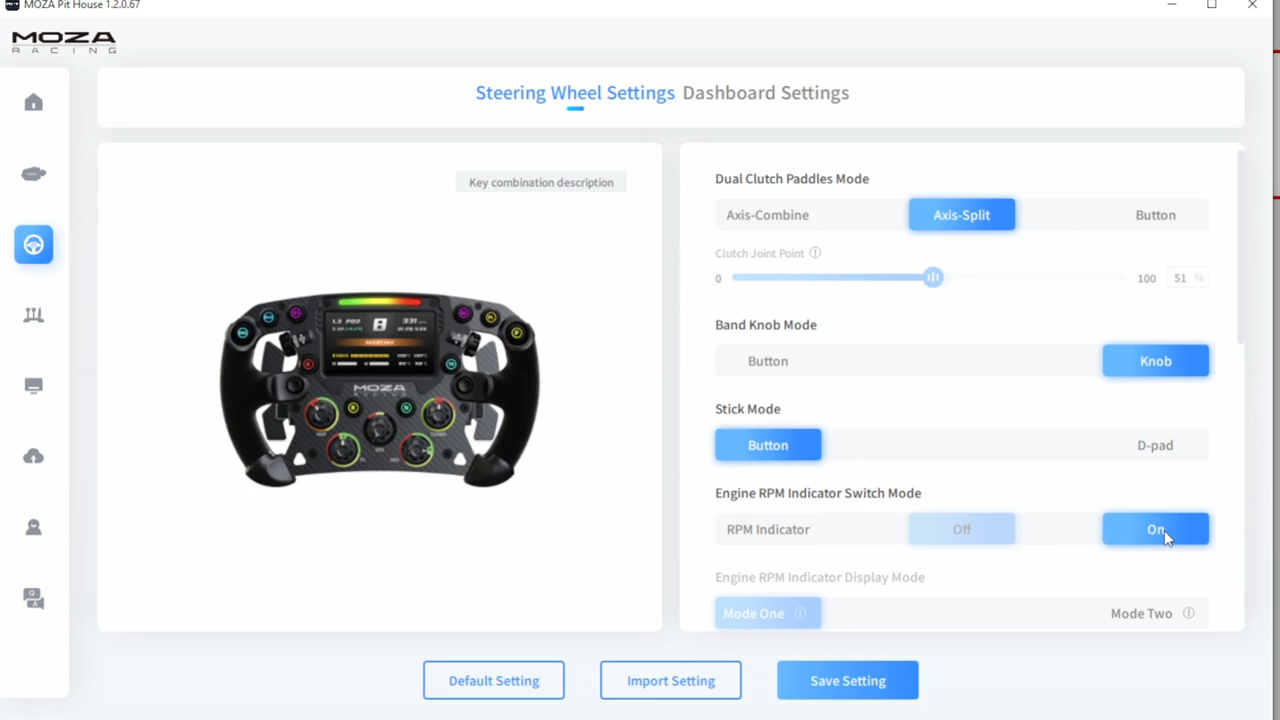 MOZA Pit House 1.2.0.67
MOZA
RACING
Steering Wheel Settings Dashboard Settings
Key combination description
MOZA
Dual Clutch Paddles Mode
Axis-Combine Axis-Split Button
Clutch Joint Point
0 100 51 %
Band Knob Mode
Button Knob
Stick Mode
Button D-pad
Engine RPM Indicator Switch Mode
RPM Indicator Off On
Engine RPM Indicator Display Mode
Mode One Mode Two
Default Setting Import Setting Save Setting